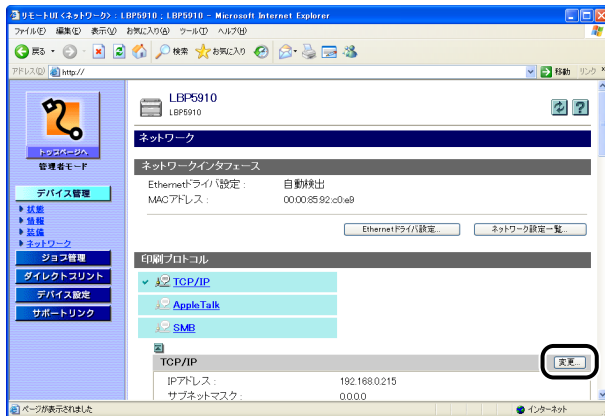 リモートUI <ネットワーク> : LBP5910 ; LBP5910 - Microsoft Internet Explorer
ファイル(F) 編集(E) 表示(V) お気に入り(A) ツール(T) ヘルプ(H)
戻る 検索 お気に入り
アドレス(D) http:// 移動 リンク »
LBP5910
LBP5910
トップページへ
管理者モード
デバイス管理
状態
情報
装備
ネットワーク
ジョブ管理
ダイレクトプリント
デバイス設定
サポートリンク
ネットワーク
ネットワークインタフェース
Ethernetドライバ設定 : 自動検出
MACアドレス : 00:00:85:92:c0:e9
Ethernetドライバ設定... ネットワーク設定一覧...
印刷プロトコル
TCP/IP
AppleTalk
SMB
TCP/IP 変更...
IPアドレス : 192.168.0.215
サブネットマスク : 0.0.0.0
ページが表示されました インターネット